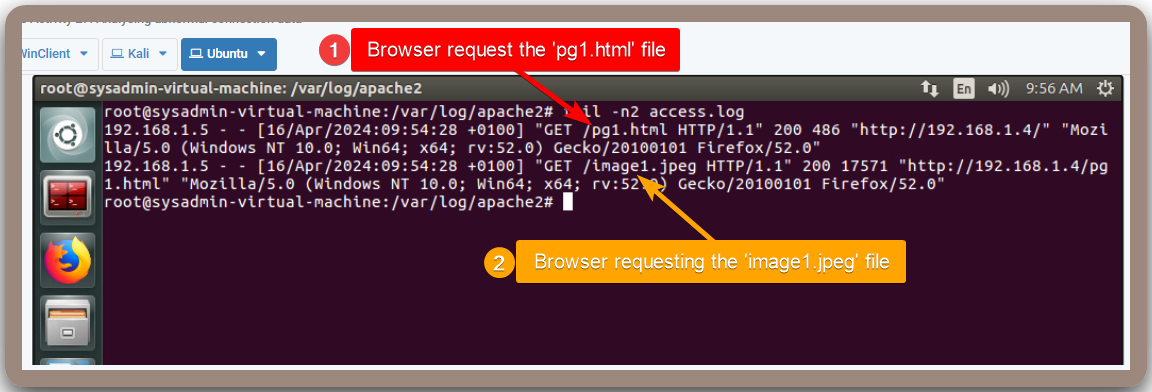 WinClient
Kali
Ubuntu
1
Browser request the 'pg1.html' file
root@sysadmin-virtual-machine: /var/log/apache2
En
9:56 AM
root@sysadmin-virtual-machine:/var/log/apache2# il -n2 access.log
192.168.1.5 - - [16/Apr/2024:09:54:28 +0100] "GET /pg1.html HTTP/1.1" 200 486 "http://192.168.1.4/" "Mozi
lla/5.0 (Windows NT 10.0; Win64; x64; rv:52.0) Gecko/20100101 Firefox/52.0"
192.168.1.5 - - [16/Apr/2024:09:54:28 +0100] "GET /image1.jpeg HTTP/1.1" 200 17571 "http://192.168.1.4/pg
1.html" "Mozilla/5.0 (Windows NT 10.0; Win64; x64; rv:52.0) Gecko/20100101 Firefox/52.0"
root@sysadmin-virtual-machine:/var/log/apache2#
2
Browser requesting the 'image1.jpeg' file